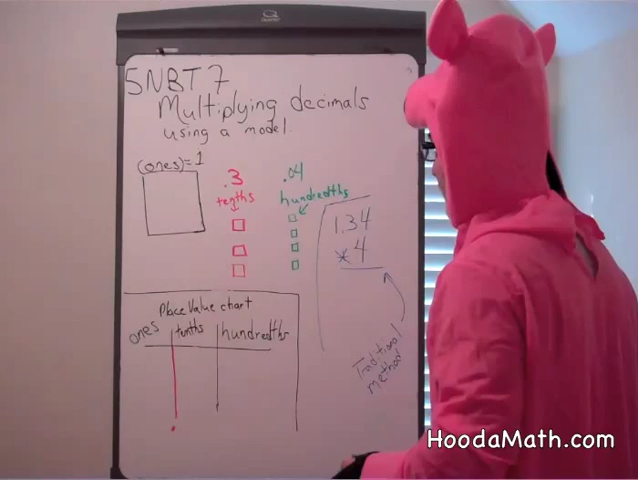 5NBT7
Multiplying decimals
using a model.
(ones)=1
.3
tenths
.04
hundredths
1.34
* 4
Traditional
method
Place Value chart
ones tenths hundredths
HoodaMath.com